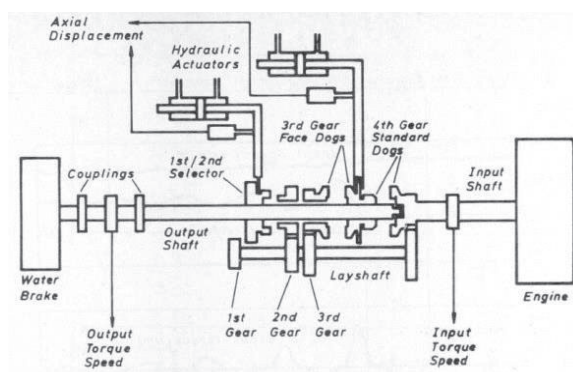 Axial
Displacement
Hydraulic
Actuators
3rd Gear
Face Dogs
4th Gear
Standard
Dogs
1st/2nd
Selector
Input
Shaft
Couplings
Output
Shaft
Layshaft
Water
Brake
Engine
1st
Gear
2nd
Gear
3rd
Gear
Output
Torque
Speed
Input
Torque
Speed